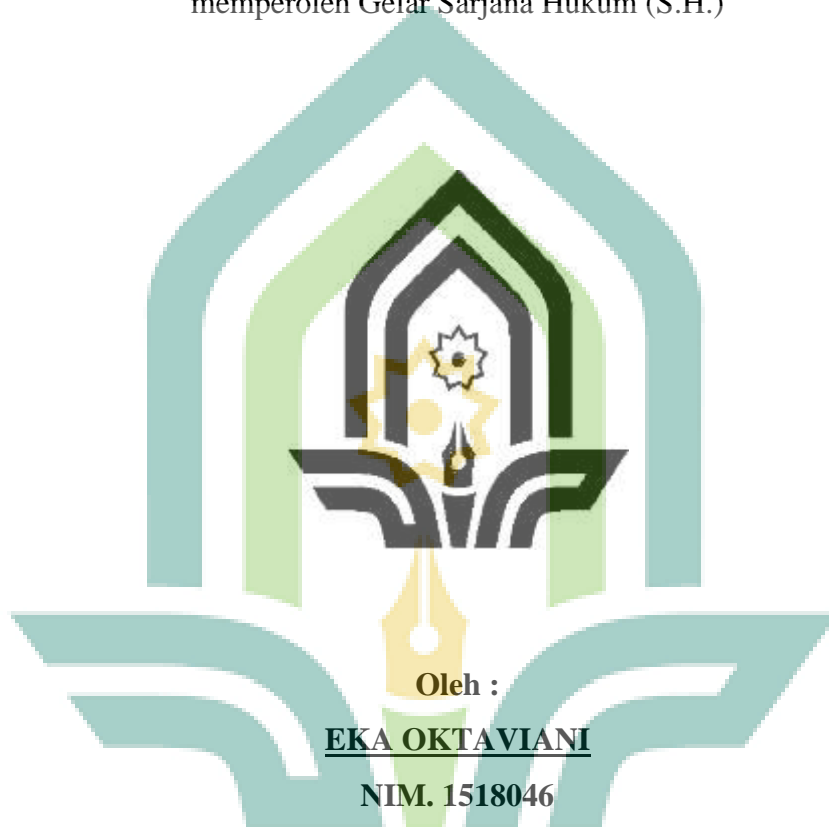 memperoleh Gelar Sarjana Hukum (S.H.)
Oleh :
EKA OKTAVIANI
NIM. 1518046